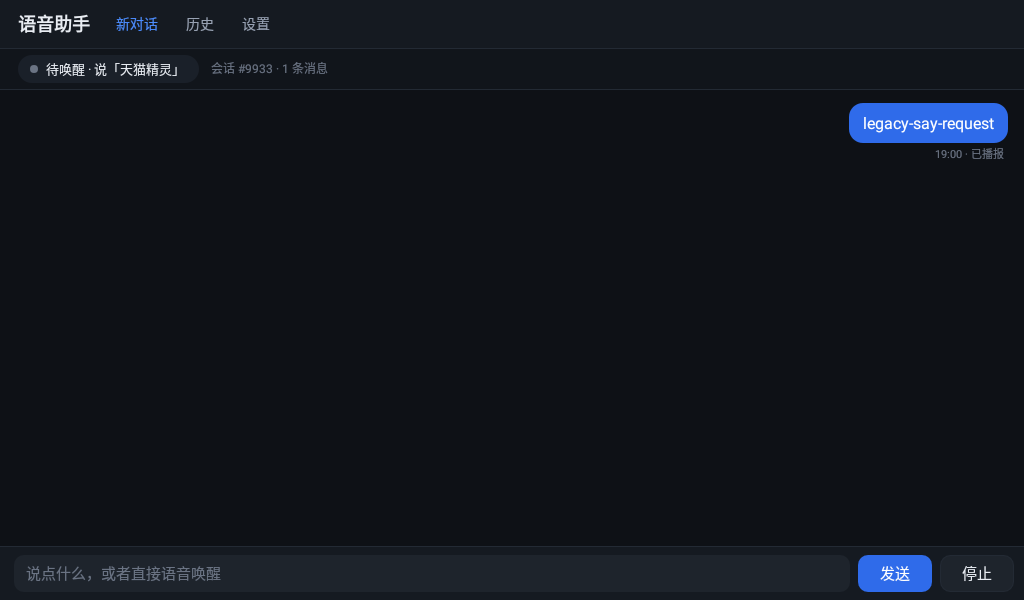 语音助手 新对话 历史 设置
待唤醒 · 说「天猫精灵」 会话 #9933 · 1 条消息
legacy-say-request
19:00 · 已播报
说点什么，或者直接语音唤醒 发送 停止